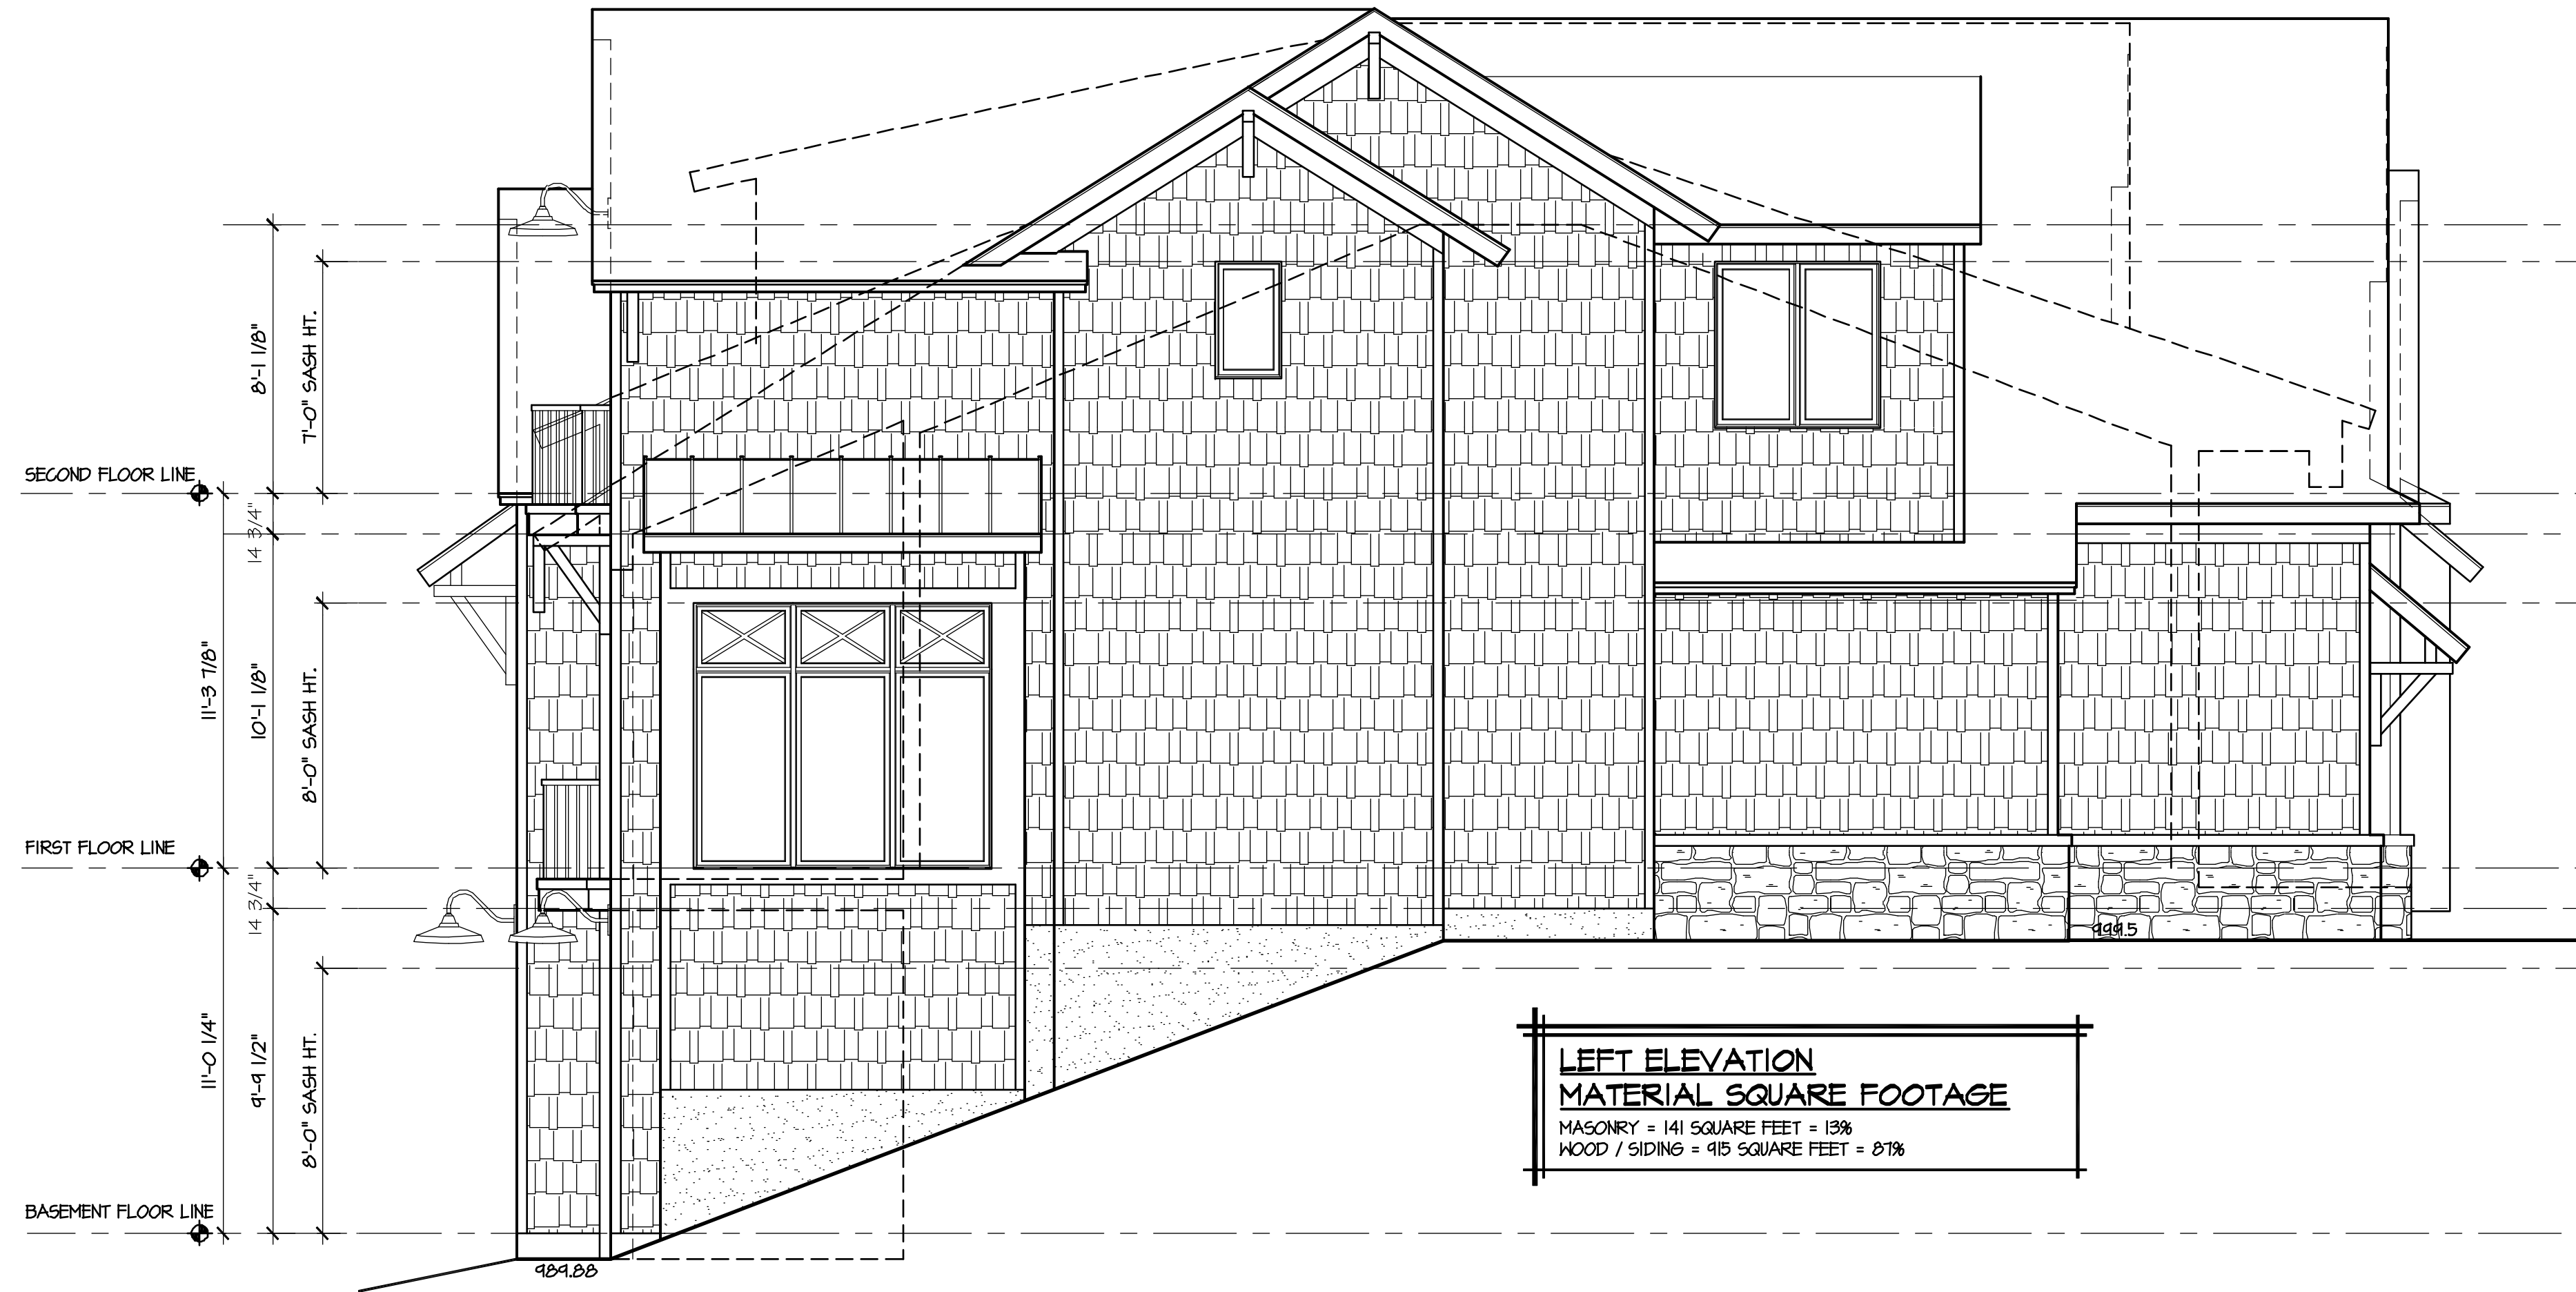 8'-1 1/8"
7'-0" SASH HT.
SECOND FLOOR LINE
14 3/4"
11'-3 7/8"
10'-1 1/8"
8'-0" SASH HT.
FIRST FLOOR LINE
14 3/4"
999.5
11'-0 1/4"
9'-9 1/2"
8'-0" SASH HT.
LEFT ELEVATION
MATERIAL SQUARE FOOTAGE
MASONRY = 141 SQUARE FEET = 13%
WOOD / SIDING = 915 SQUARE FEET = 87%
BASEMENT FLOOR LINE
989.88